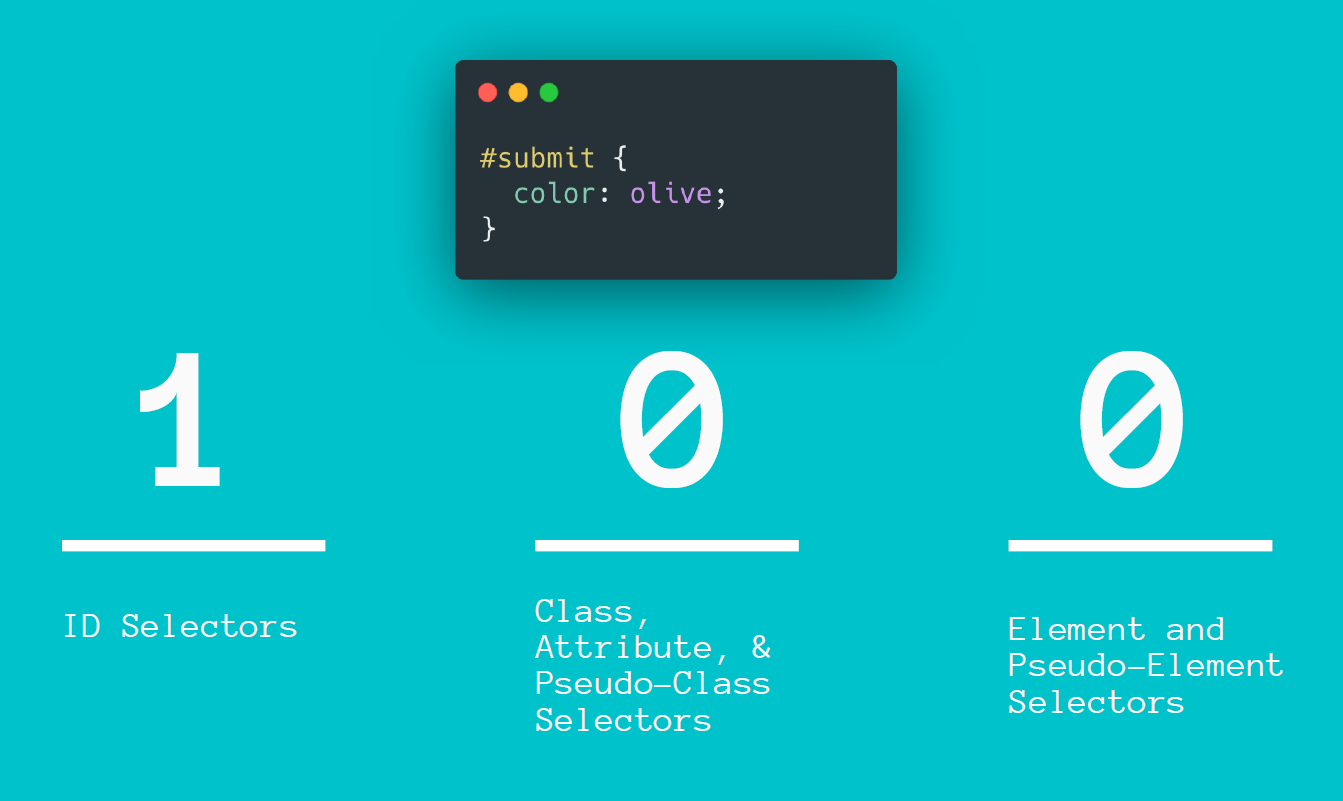 #submit {
  color: olive;
}
1
0
0
ID Selectors
Class,
Attribute, &
Pseudo-Class
Selectors
Element and
Pseudo-Element
Selectors